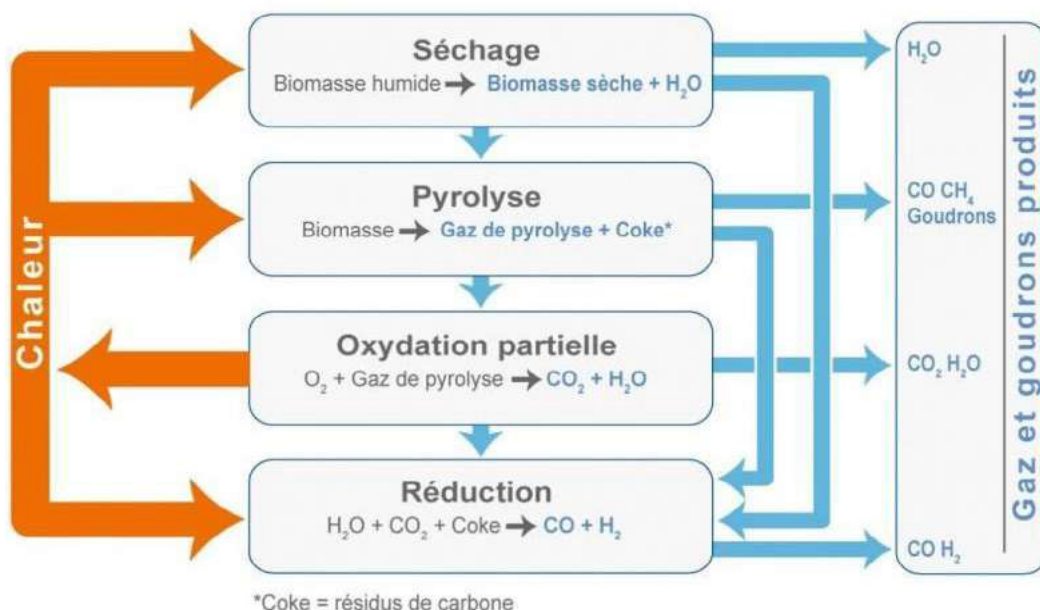 Chaleur
Séchage
Biomasse humide → Biomasse sèche + H₂O
Pyrolyse
Biomasse → Gaz de pyrolyse + Coke*
Oxydation partielle
O₂ + Gaz de pyrolyse → CO₂ + H₂O
Réduction
H₂O + CO₂ + Coke → CO + H₂
H₂O
CO CH₄
Goudrons
CO₂ H₂O
CO H₂
Gaz et goudrons produits
*Coke = résidus de carbone